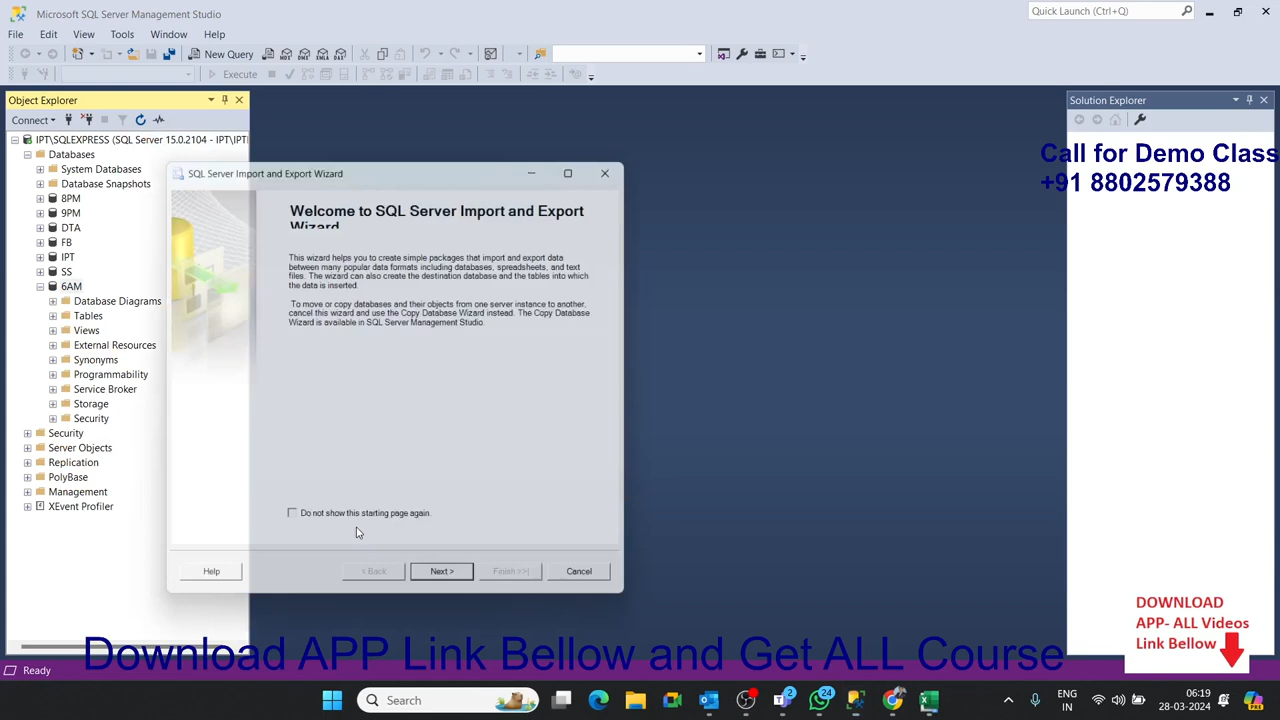 Microsoft SQL Server Management Studio
Quick Launch (Ctrl+Q)
File Edit View Tools Window Help
New Query
MDX DMX XMLA DAX
Execute
Object Explorer
Solution Explorer
Connect
IPT\SQLEXPRESS (SQL Server 15.0.2104 - IPT\IPT
Databases
System Databases
Database Snapshots
8PM
9PM
DTA
FB
IPT
SS
6AM
Database Diagrams
Tables
Views
External Resources
Synonyms
Programmability
Service Broker
Storage
Security
Security
Server Objects
Replication
PolyBase
Management
XEvent Profiler
SQL Server Import and Export Wizard
Welcome to SQL Server Import and Export
Wizard
This wizard helps you to create simple packages that import and export data
between many popular data formats including databases, spreadsheets, and text
files. The wizard can also create the destination database and the tables into which
the data is inserted.
To move or copy databases and their objects from one server instance to another,
cancel this wizard and use the Copy Database Wizard instead. The Copy Database
Wizard is available in SQL Server Management Studio.
Do not show this starting page again.
Help
< Back
Next >
Finish >>|
Cancel
Call for Demo Class
+91 8802579388
DOWNLOAD
APP- ALL Videos
Link Bellow
Download APP Link Bellow and Get ALL Course
Ready
Search
2
24
ENG
IN
06:19
28-03-2024